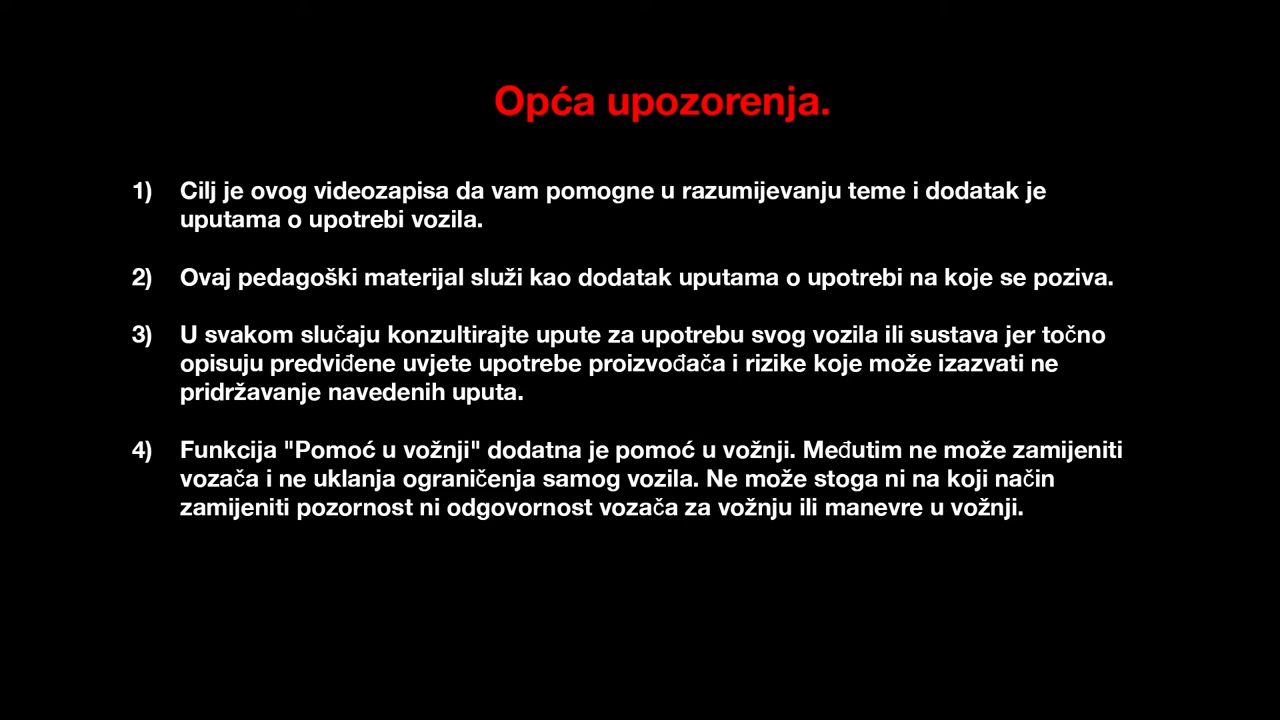 Opća upozorenja.
1) Cilj je ovog videozapisa da vam pomogne u razumijevanju teme i dodatak je
uputama o upotrebi vozila.
2) Ovaj pedagoški materijal služi kao dodatak uputama o upotrebi na koje se poziva.
3) U svakom slučaju konzultirajte upute za upotrebu svog vozila ili sustava jer točno
opisuju predviđene uvjete upotrebe proizvođača i rizike koje može izazvati ne
pridržavanje navedenih uputa.
4) Funkcija "Pomoć u vožnji" dodatna je pomoć u vožnji. Međutim ne može zamijeniti
vozača i ne uklanja ograničenja samog vozila. Ne može stoga ni na koji način
zamijeniti pozornost ni odgovornost vozača za vožnju ili manevre u vožnji.